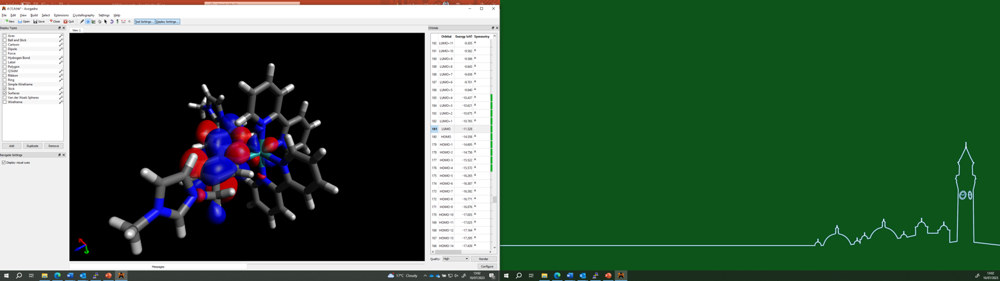 4 (1).Fchk* - Avogadro
File Edit View Build Select Extensions Crystallography Settings Help
New Open Save Close Quit Tool Settings... Display Settings...
Display Types
Axes
Ball and Stick
Cartoon
Dipole
Force
Hydrogen Bond
Label
Polygon
QTAIM
Ribbon
Ring
Simple Wireframe
Stick
Surfaces
Van der Waals Spheres
Wireframe
Add Duplicate Remove
Navigate Settings
Display visual cues
View 1
Messages
Orbitals
Orbital Energy (eV) Symmetry
192 LUMO+11 -9.305 A
191 LUMO+10 -9.562 A
190 LUMO+9 -9.586 A
189 LUMO+8 -9.643 A
188 LUMO+7 -9.658 A
187 LUMO+6 -9.701 A
186 LUMO+5 -9.840 A
185 LUMO+4 -10.437 A
184 LUMO+3 -10.621 A
183 LUMO+2 -10.675 A
182 LUMO+1 -10.765 A
181 LUMO -11.528
180 HOMO -14.558 A
179 HOMO-1 -14.695 A
178 HOMO-2 -14.756 A
177 HOMO-3 -15.522 A
176 HOMO-4 -15.572 A
175 HOMO-5 -16.265 A
174 HOMO-6 -16.387 A
173 HOMO-7 -16.392 A
172 HOMO-8 -16.771 A
171 HOMO-9 -16.976 A
170 HOMO-10 -17.003 A
169 HOMO-11 -17.025 A
168 HOMO-12 -17.164 A
167 HOMO-13 -17.295 A
166 HOMO-14 -17.439 A
Quality: High Render
Configure
17°C Cloudy
13:02
10/07/2023
13:02
10/07/2023